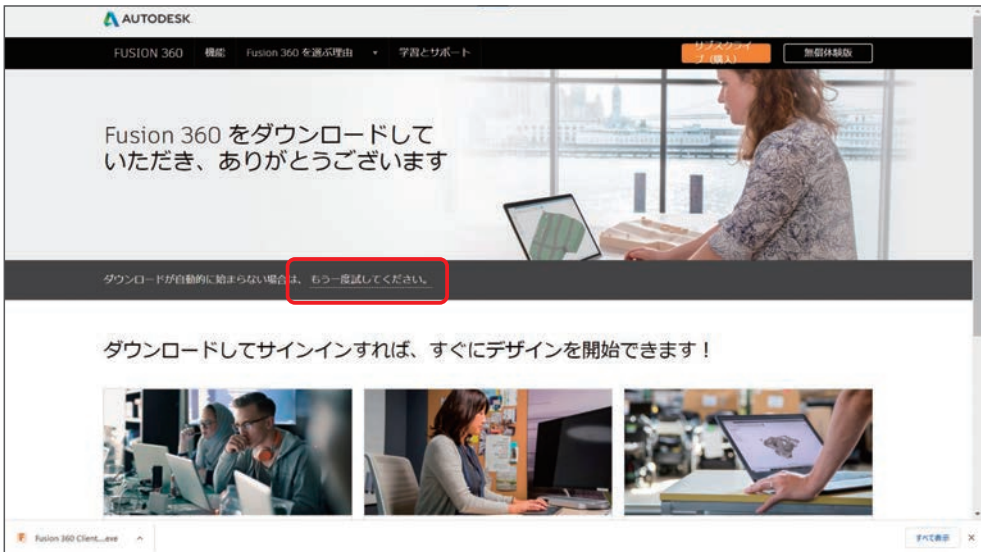 AUTODESK
FUSION 360 機能 Fusion 360 を選ぶ理由 学習とサポート サブスクライブ (購入) 無償体験版
Fusion 360 をダウンロードして
いただき、ありがとうございます
ダウンロードが自動的に始まらない場合は、もう一度試してください。
ダウンロードしてサインインすれば、すぐにデザインを開始できます！
Fusion 360 Client....exe すべて表示